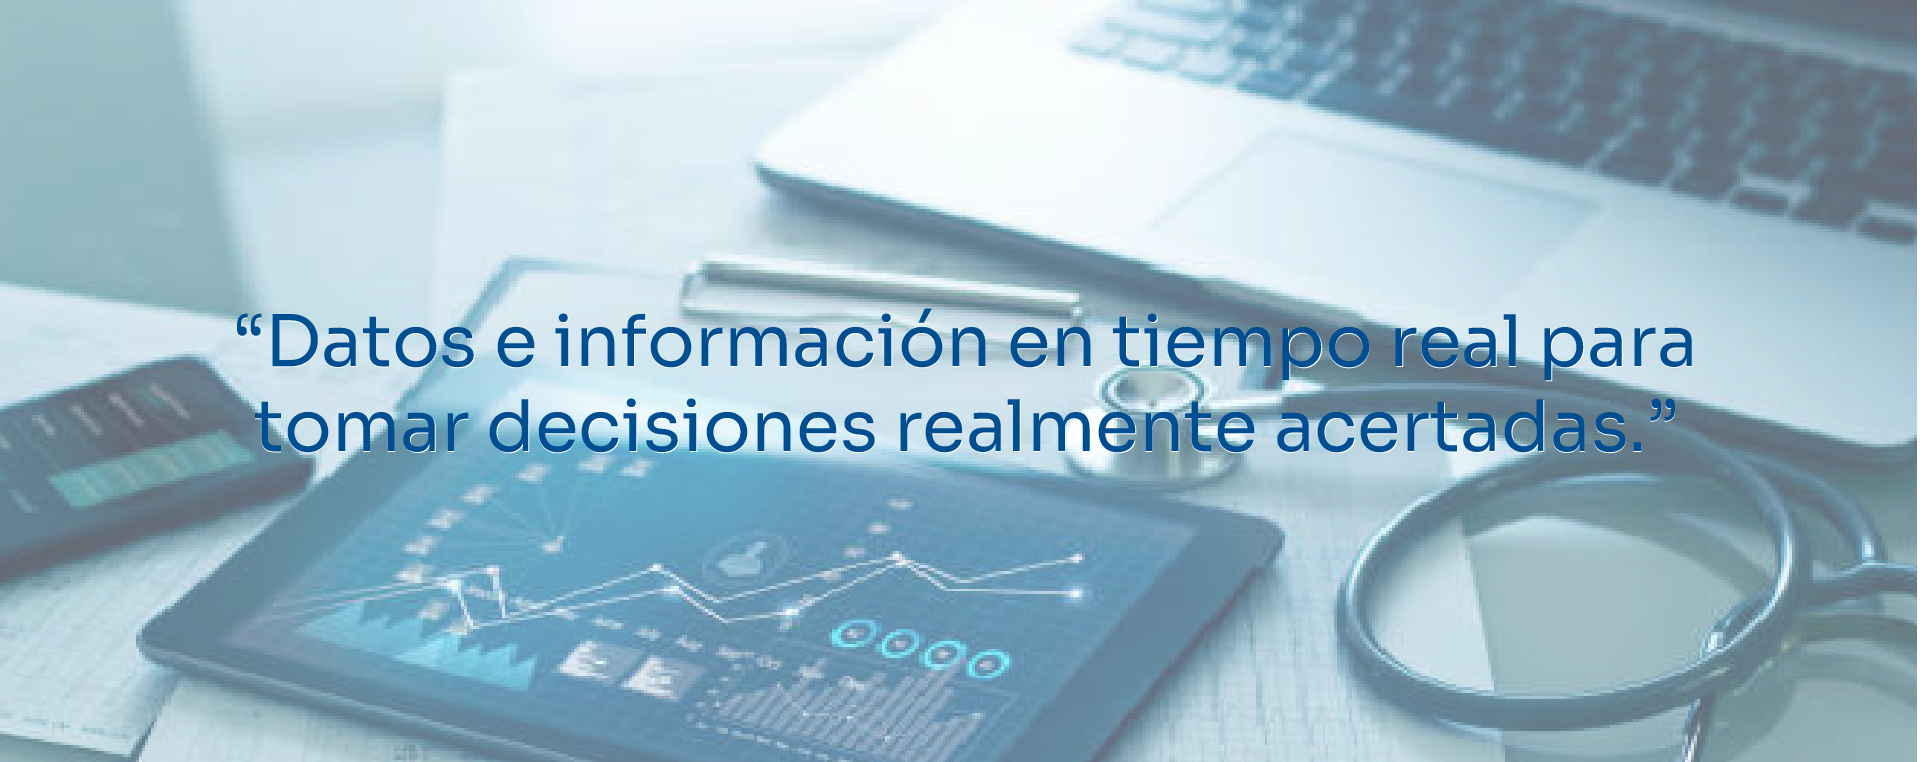 “Datos e información en tiempo real para
tomar decisiones realmente acertadas.”